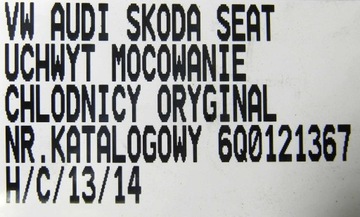 VW AUDI SKODA SEAT
UCHWYT MOCOWANIE
CHLODNICY ORYGINAL
NR.KATALOGOWY 6Q0121367
H/C/13/14